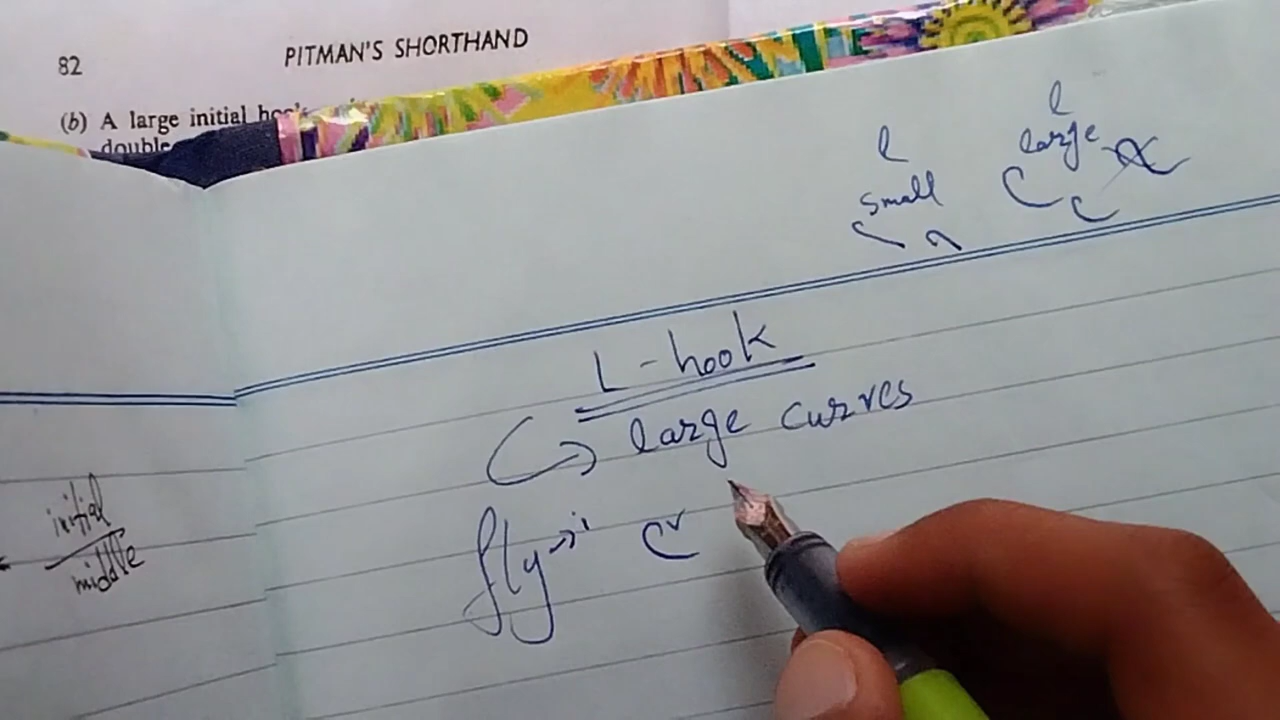 82 PITMAN'S SHORTHAND
(b) A large initial
double
l l
small large
L-hook
large curves
fly
initial
middle